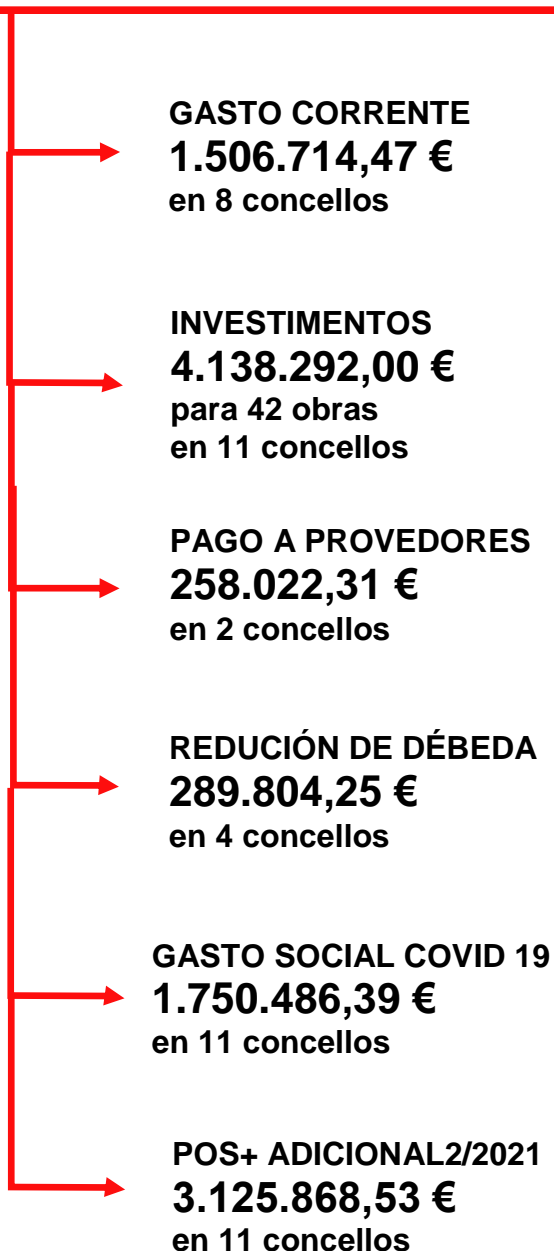 GASTO CORRENTE
1.506.714,47 €
en 8 concellos
INVESTIMENTOS
4.138.292,00 €
para 42 obras
en 11 concellos
PAGO A PROVEDORES
258.022,31 €
en 2 concellos
REDUCIÓN DE DÉBEDA
289.804,25 €
en 4 concellos
GASTO SOCIAL COVID 19
1.750.486,39 €
en 11 concellos
POS+ ADICIONAL2/2021
3.125.868,53 €
en 11 concellos